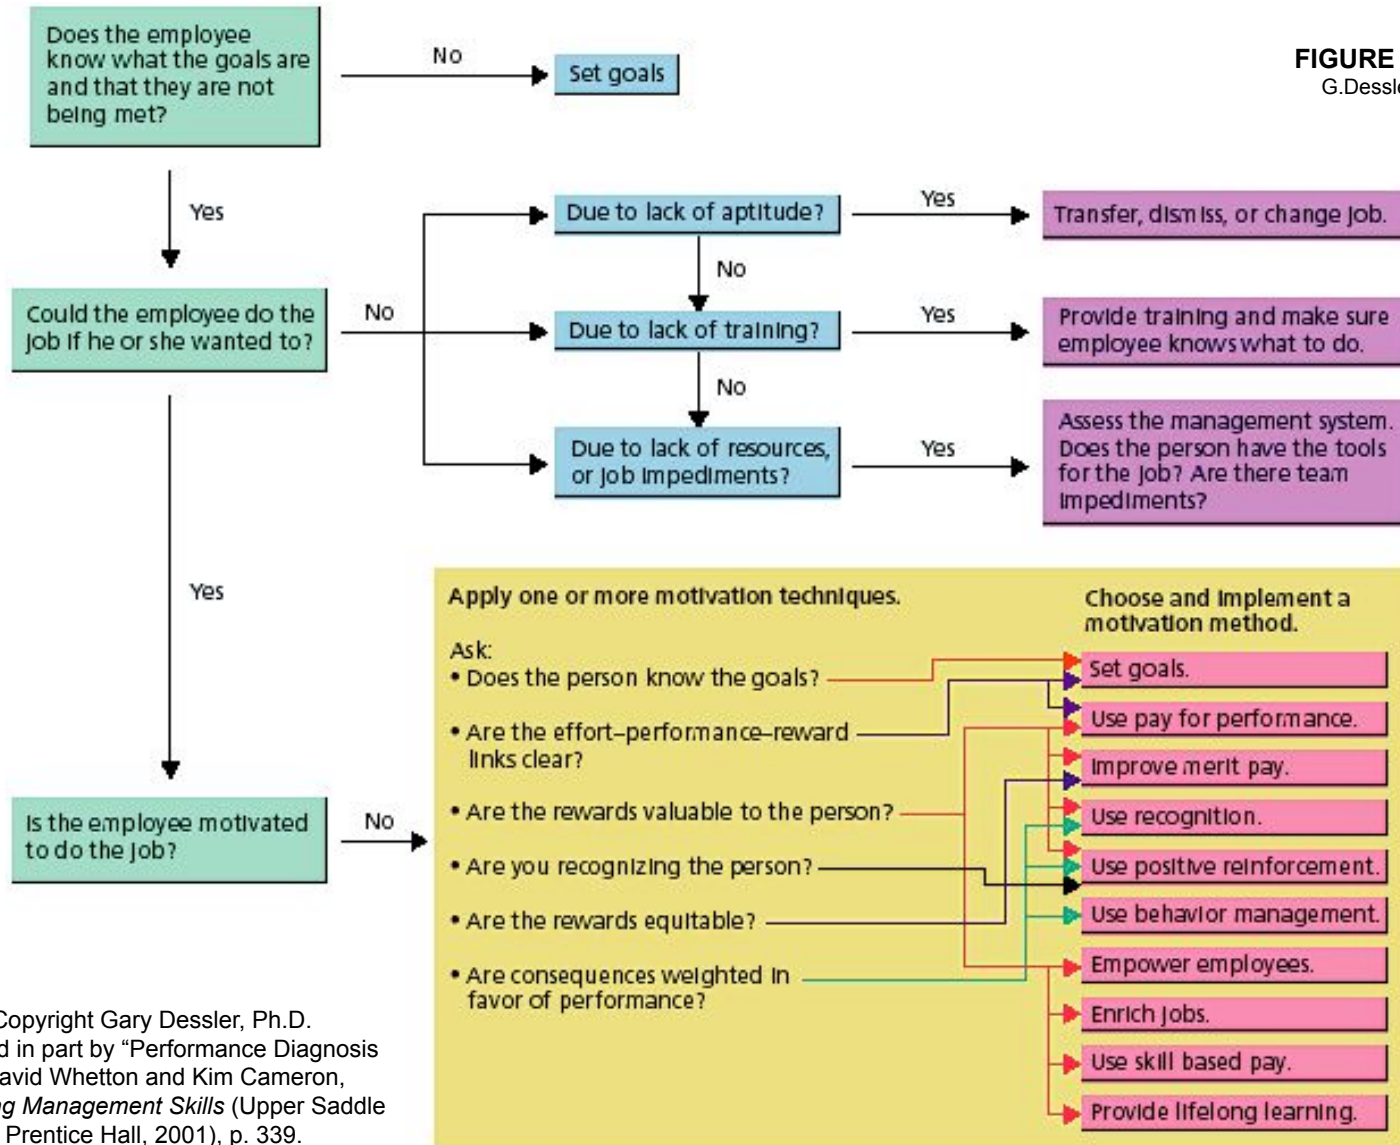 Does the employee
know what the goals are
and that they are not
being met?
No
Set goals
FIGURE
G.Dessle
Yes
Due to lack of aptitude?
Yes
Transfer, dismiss, or change job.
No
Could the employee do the
job if he or she wanted to?
No
Due to lack of training?
Yes
Provide training and make sure
employee knows what to do.
No
Due to lack of resources,
or job impediments?
Yes
Assess the management system.
Does the person have the tools
for the job? Are there team
impediments?
Yes
Is the employee motivated
to do the job?
No
Apply one or more motivation techniques.
Ask:
• Does the person know the goals?
• Are the effort–performance–reward
links clear?
• Are the rewards valuable to the person?
• Are you recognizing the person?
• Are the rewards equitable?
• Are consequences weighted in
favor of performance?
Choose and implement a
motivation method.
Set goals.
Use pay for performance.
Improve merit pay.
Use recognition.
Use positive reinforcement.
Use behavior management.
Empower employees.
Enrich jobs.
Use skill based pay.
Provide lifelong learning.
Copyright Gary Dessler, Ph.D.
d in part by “Performance Diagnosis
avid Whetton and Kim Cameron,
ng Management Skills (Upper Saddle
Prentice Hall, 2001), p. 339.